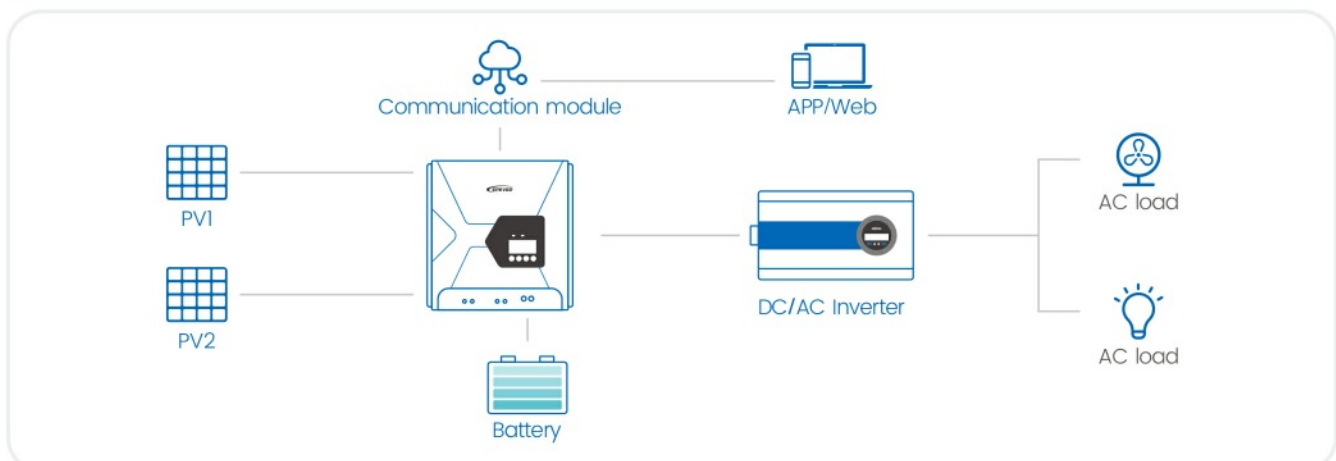 Communication module
APP/Web
PV1
AC load
PV2
DC/AC Inverter
AC load
Battery